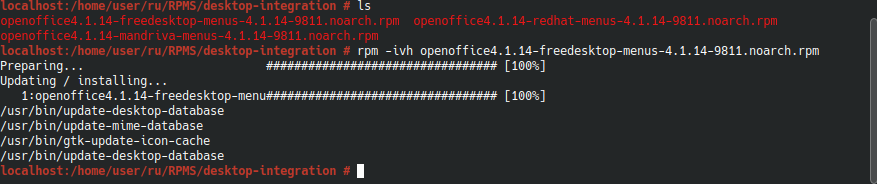 localhost:/home/user/ru/RPMS/desktop-integration # ls
openoffice4.1.14-freedesktop-menus-4.1.14-9811.noarch.rpm  openoffice4.1.14-redhat-menus-4.1.14-9811.noarch.rpm
openoffice4.1.14-mandriva-menus-4.1.14-9811.noarch.rpm
localhost:/home/user/ru/RPMS/desktop-integration # rpm -ivh openoffice4.1.14-freedesktop-menus-4.1.14-9811.noarch.rpm
Preparing...                          ################################# [100%]
Updating / installing...
   1:openoffice4.1.14-freedesktop-menu################################# [100%]
/usr/bin/update-desktop-database
/usr/bin/update-mime-database
/usr/bin/gtk-update-icon-cache
/usr/bin/update-desktop-database
localhost:/home/user/ru/RPMS/desktop-integration #